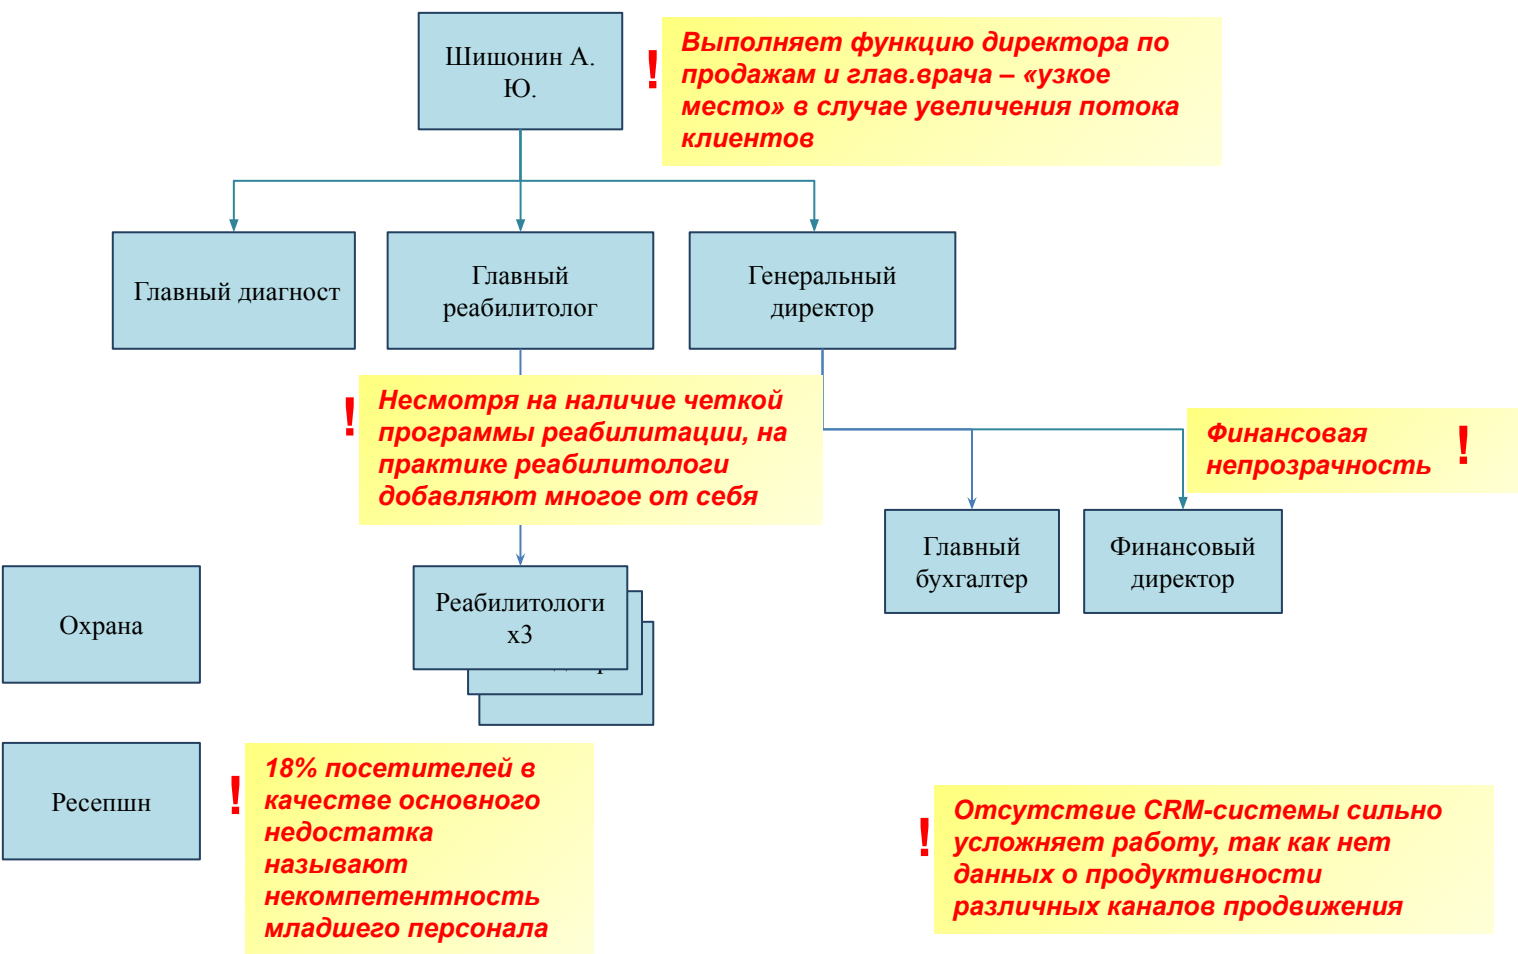 Шишонин А.
Ю.
!
Выполняет функцию директора по
продажам и глав.врача – «узкое
место» в случае увеличения потока
клиентов
Главный диагност
Главный
реабилитолог
Генеральный
директор
!
Несмотря на наличие четкой
программы реабилитации, на
практике реабилитологи
добавляют многое от себя
Финансовая
непрозрачность
!
Главный
бухгалтер
Финансовый
директор
Охрана
Реабилитологи
х3
Ресепшн
!
18% посетителей в
качестве основного
недостатка
называют
некомпетентность
младшего персонала
!
Отсутствие CRM-системы сильно
усложняет работу, так как нет
данных о продуктивности
различных каналов продвижения